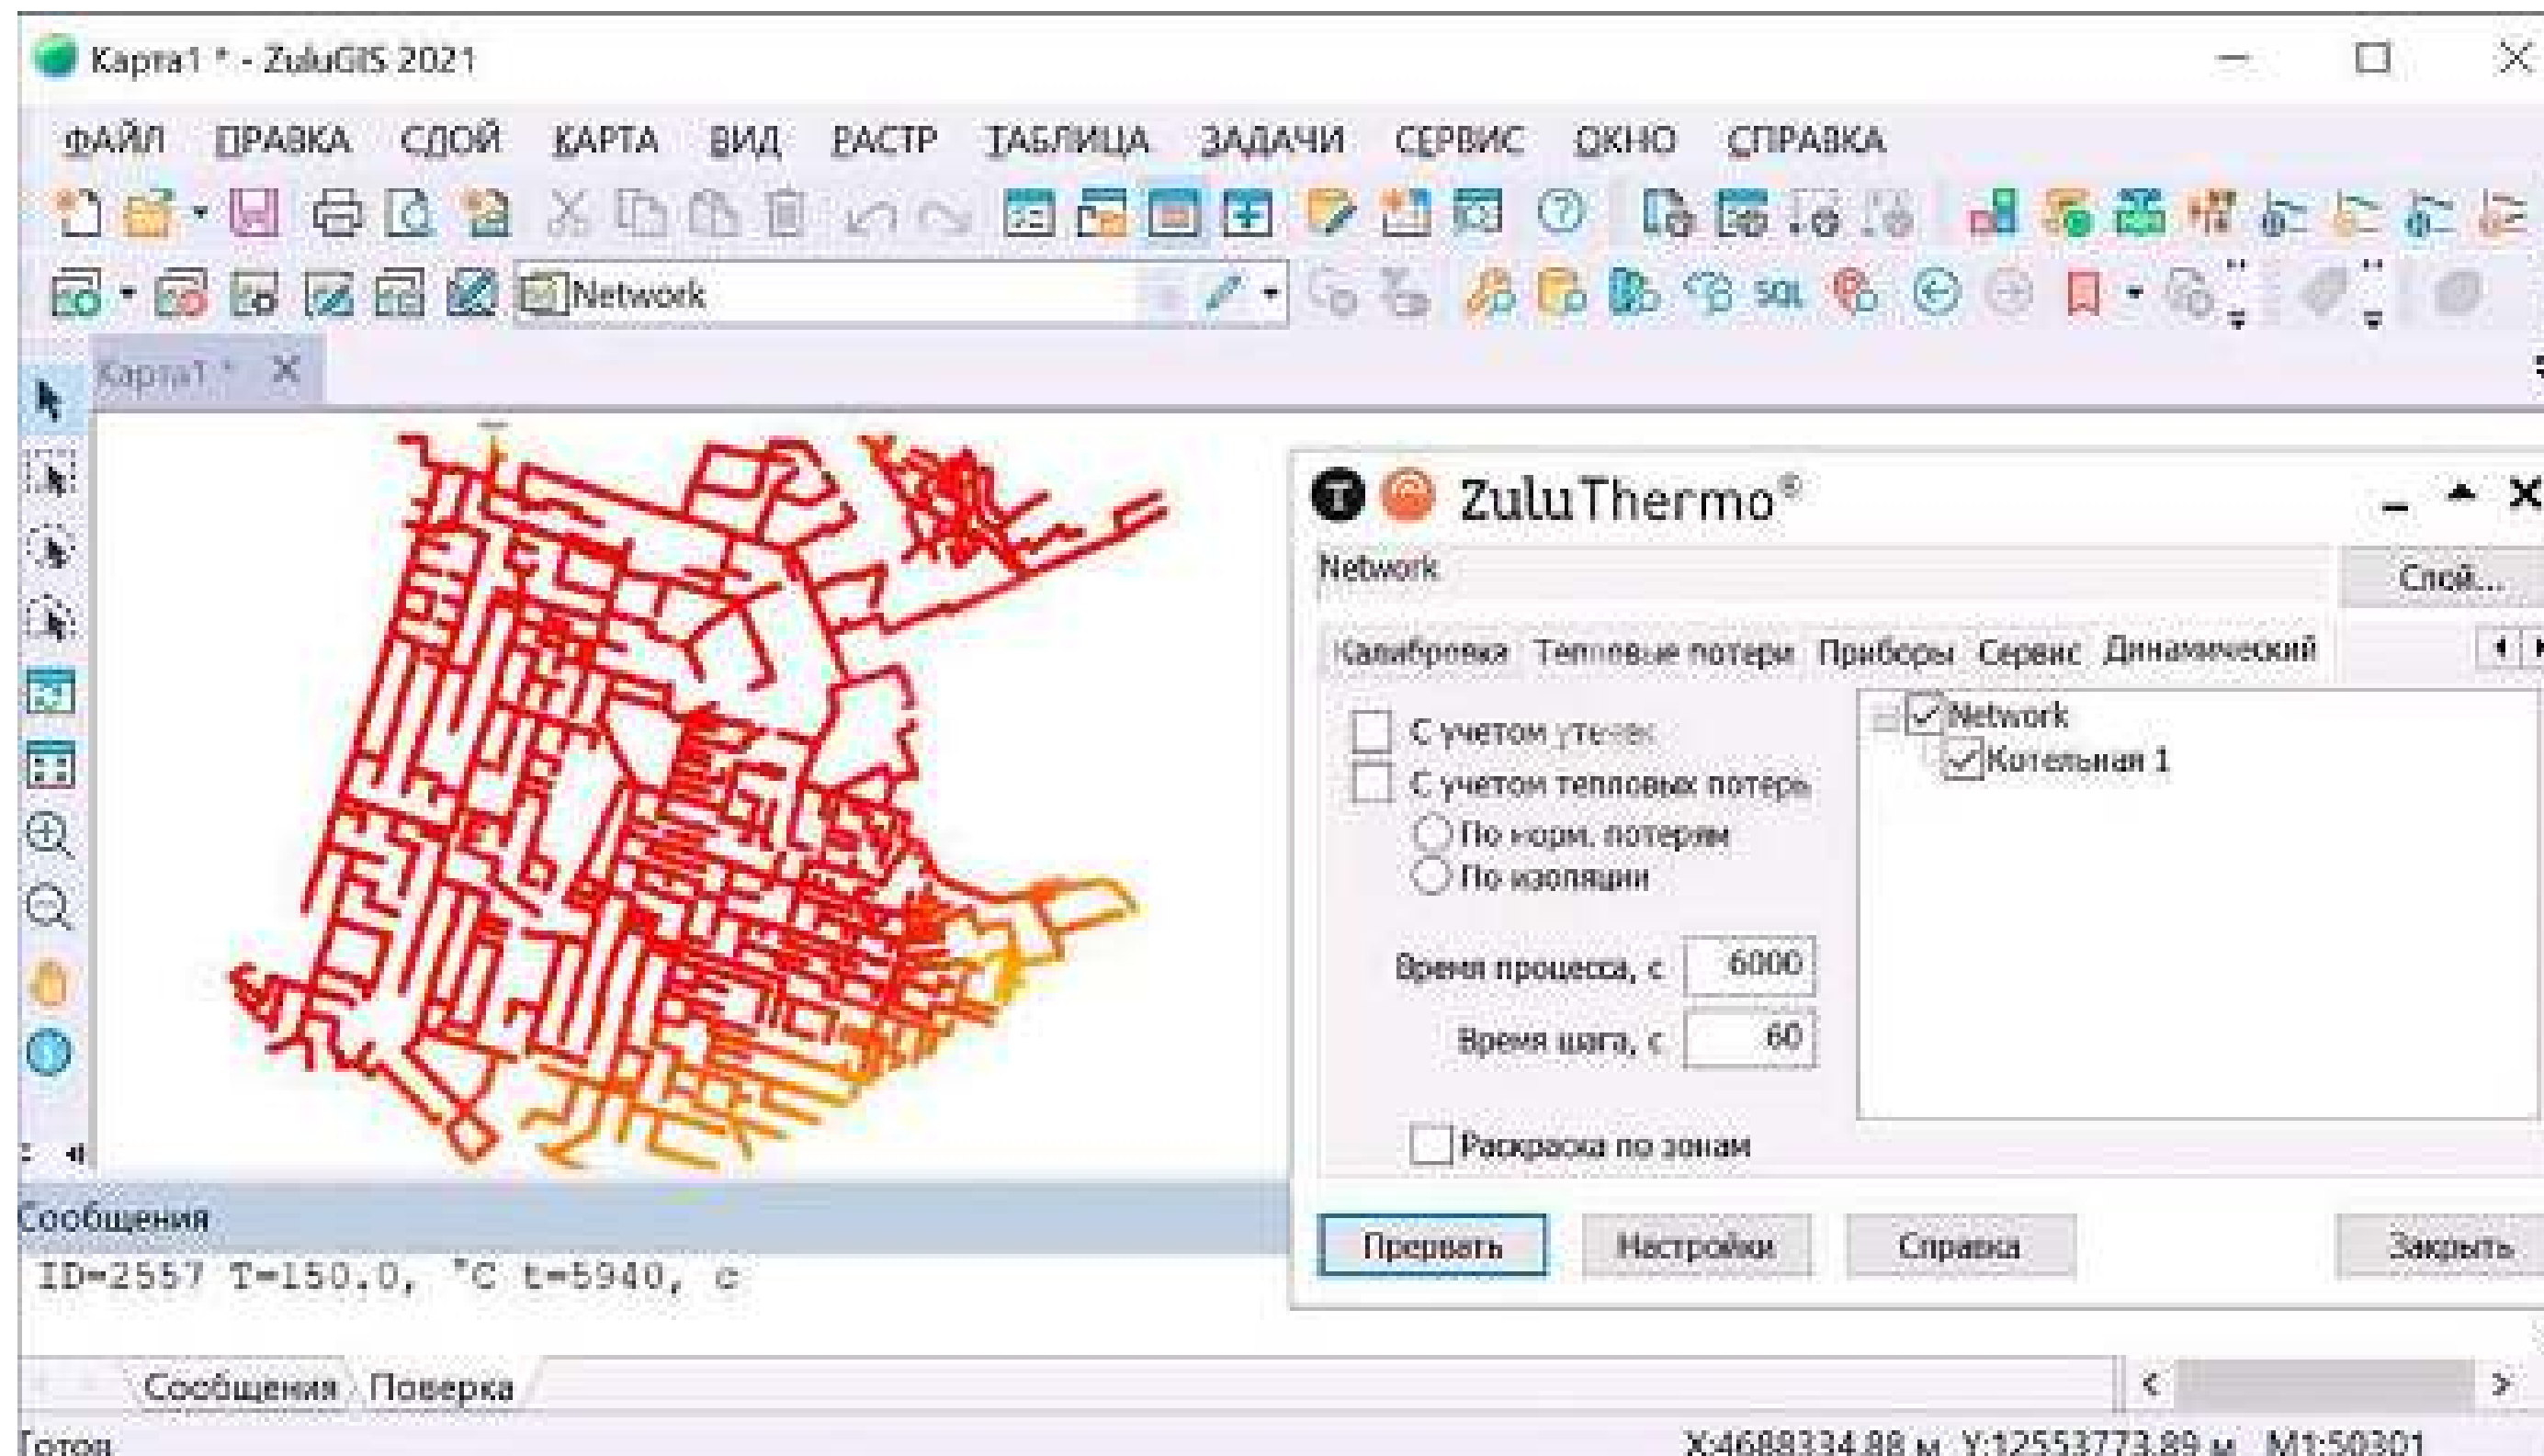 Карта1 * - ZuluGIS 2021
ФАЙЛ ПРАВКА СЛОЙ КАРТА ВИД РАСТР ТАБЛИЦА ЗАДАЧИ СЕРВИС ОКНО СПРАВКА
Network SQL
Карта1 * X
ZuluThermo®
Network
Слой...
Калибровка Тепловые потери Приборы Сервис Динамический
С учетом утечек
С учетом тепловых потерь
По норм. потерям
По изоляции
Время процесса, с 6000
Время шага, с 60
Раскраска по зонам
Network
Котельная 1
Прервать Настройки Справка Закрыть
Сообщения
ID=2557 T=150.0, °C t=5940, с
Сообщения Поверка
Готов
X:4688334.88 м Y:12553773.89 м M1:50301